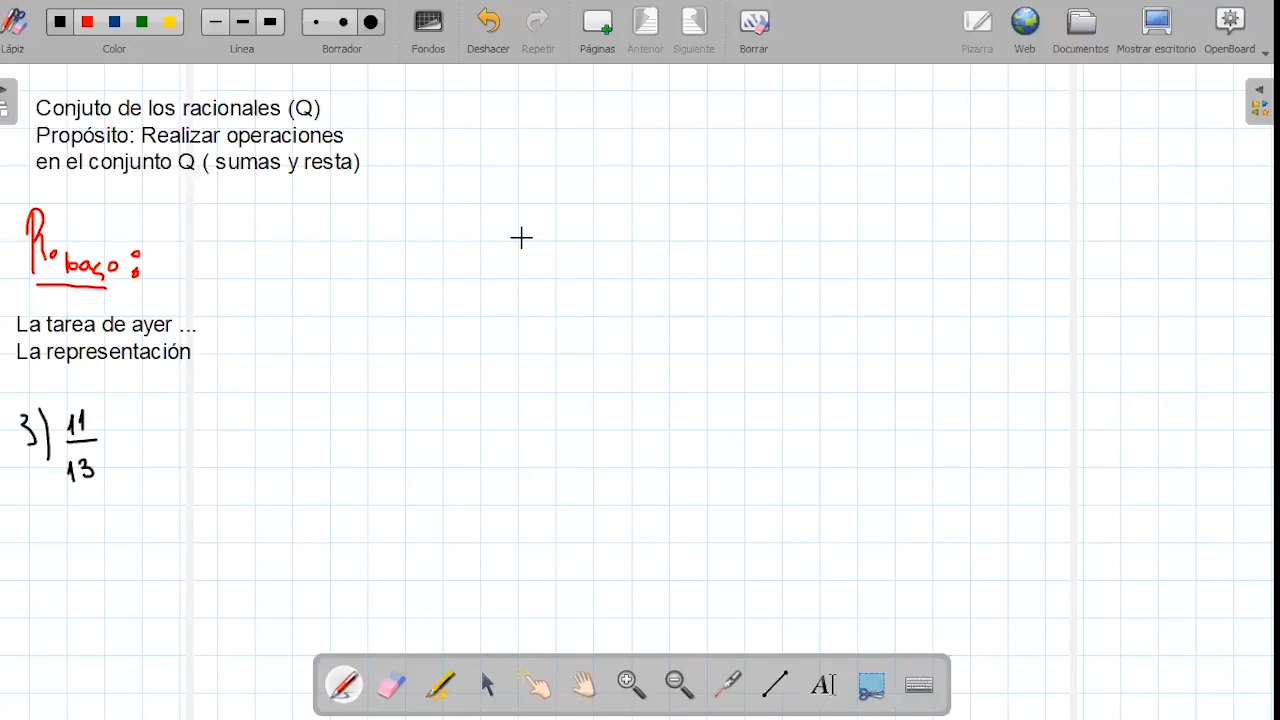 Lápiz
Color
Línea
Borrador
Fondos
Deshacer
Repetir
Páginas
Anterior
Siguiente
Borrar
Pizarra
Web
Documentos
Mostrar escritorio
OpenBoard
Conjuto de los racionales (Q)
Propósito: Realizar operaciones
en el conjunto Q ( sumas y resta)
La tarea de ayer ...
La representación
3) 11
13
AI